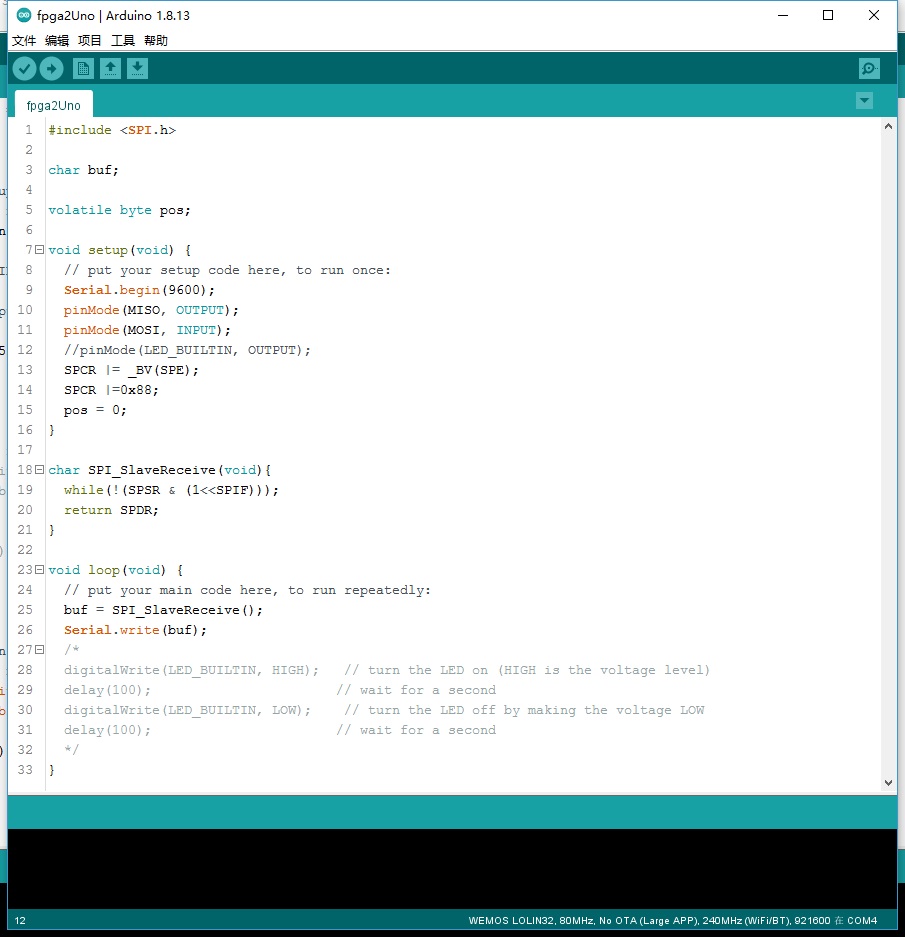 fpga2Uno | Arduino 1.8.13
文件 编辑 项目 工具 帮助
fpga2Uno
1 #include <SPI.h>
2
3 char buf;
4
5 volatile byte pos;
6
7 void setup(void) {
8 // put your setup code here, to run once:
9 Serial.begin(9600);
10 pinMode(MISO, OUTPUT);
11 pinMode(MOSI, INPUT);
12 //pinMode(LED_BUILTIN, OUTPUT);
13 SPCR |= _BV(SPE);
14 SPCR |=0x88;
15 pos = 0;
16 }
17
18 char SPI_SlaveReceive(void){
19 while(!(SPSR & (1<<SPIF)));
20 return SPDR;
21 }
22
23 void loop(void) {
24 // put your main code here, to run repeatedly:
25 buf = SPI_SlaveReceive();
26 Serial.write(buf);
27 /*
28 digitalWrite(LED_BUILTIN, HIGH); // turn the LED on (HIGH is the voltage level)
29 delay(100); // wait for a second
30 digitalWrite(LED_BUILTIN, LOW); // turn the LED off by making the voltage LOW
31 delay(100); // wait for a second
32 */
33 }
12 WEMOS LOLIN32, 80MHz, No OTA (Large APP), 240MHz (WiFi/BT), 921600 在 COM4